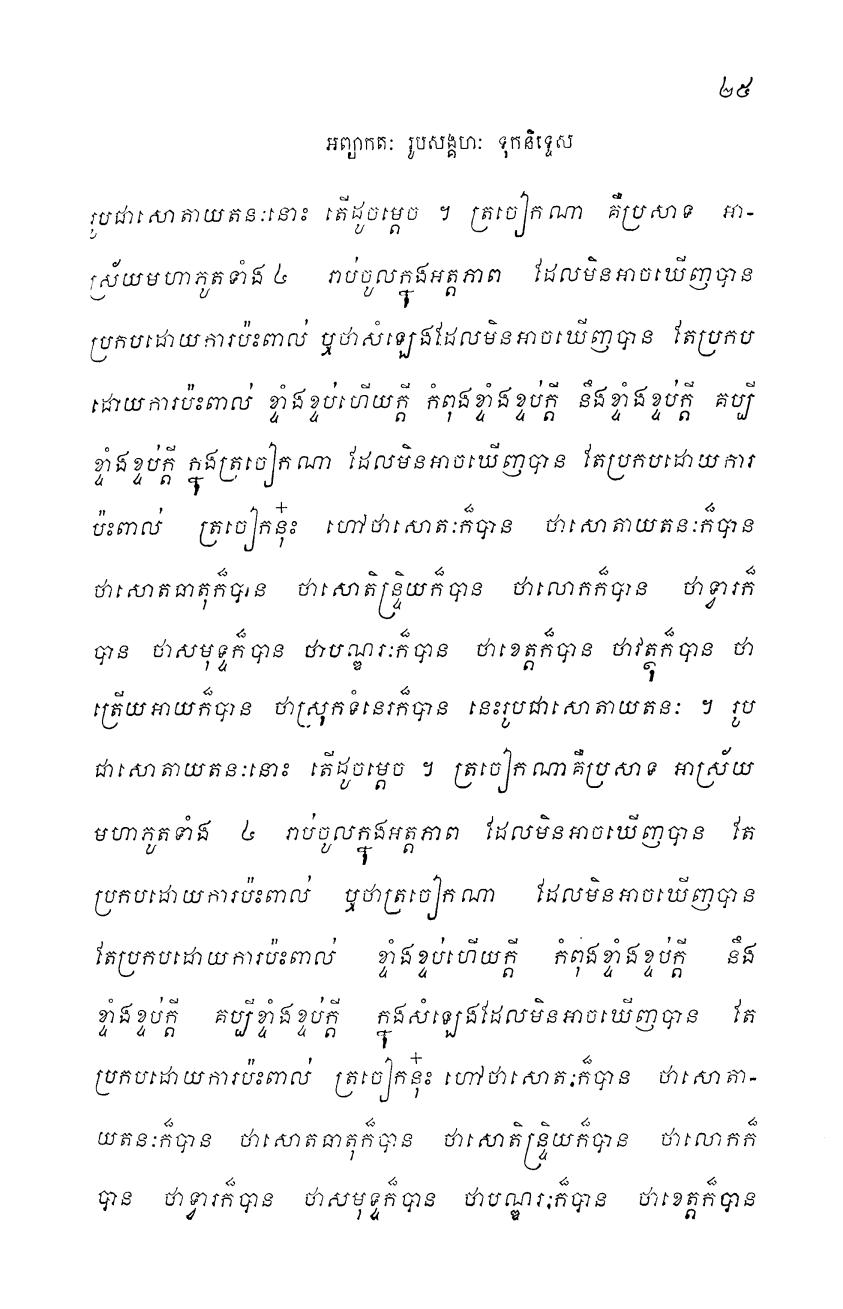 ២៥
អព្យាកតៈ រូបសង្គហៈ ទុកនិទ្ទេស
រូបជាសោតាយតនៈនោះ តើដូចម្តេច ។ ត្រចៀកណា គឺប្រសាទ អា-
ស្រ័យមហាភូតទាំង ៤ រាប់ចូលក្នុងអត្តភាព ដែលមិនអាចឃើញបាន
ប្រកបដោយការប៉ះពាល់ ឬថាសំឡេងដែលមិនអាចឃើញបាន តែប្រកប
ដោយការប៉ះពាល់ ខ្ទាំងខ្ទប់ហើយក្តី កំពុងខ្ទាំងខ្ទប់ក្តី នឹងខ្ទាំងខ្ទប់ក្តី គប្បី
ខ្ទាំងខ្ទប់ក្តី ក្នុងត្រចៀកណា ដែលមិនអាចឃើញបាន តែប្រកបដោយការ
ប៉ះពាល់ ត្រចៀកនុ៎ះ ហៅថាសោតៈក៏បាន ថាសោតាយតនៈក៏បាន
ថាសោតធាតុក៏បាន ថាសោតិន្ទ្រិយក៏បាន ថាលោកក៏បាន ថាទ្វារក៏
បាន ថាសមុទ្ទក៏បាន ថាបណ្ឌរៈក៏បាន ថាខេត្តក៏បាន ថាវត្ថុក៏បាន ថា
ត្រើយអាយក៏បាន ថាស្រុកទំនេរក៏បាន នេះរូបជាសោតាយតនៈ ។ រូប
ជាសោតាយតនៈនោះ តើដូចម្តេច ។ ត្រចៀកណាគឺប្រសាទ អាស្រ័យ
មហាភូតទាំង ៤ រាប់ចូលក្នុងអត្តភាព ដែលមិនអាចឃើញបាន តែ
ប្រកបដោយការប៉ះពាល់ ឬថាត្រចៀកណា ដែលមិនអាចឃើញបាន
តែប្រកបដោយការប៉ះពាល់ ខ្ទាំងខ្ទប់ហើយក្តី កំពុងខ្ទាំងខ្ទប់ក្តី នឹង
ខ្ទាំងខ្ទប់ក្តី គប្បីខ្ទាំងខ្ទប់ក្តី ក្នុងសំឡេងដែលមិនអាចឃើញបាន តែ
ប្រកបដោយការប៉ះពាល់ ត្រចៀកនុ៎ះ ហៅថាសោតៈក៏បាន ថាសោតា-
យតនៈក៏បាន ថាសោតធាតុក៏បាន ថាសោតិន្ទ្រិយក៏បាន ថាលោកក៏
បាន ថាទ្វារក៏បាន ថាសមុទ្ទក៏បាន ថាបណ្ឌរៈក៏បាន ថាខេត្តក៏បាន